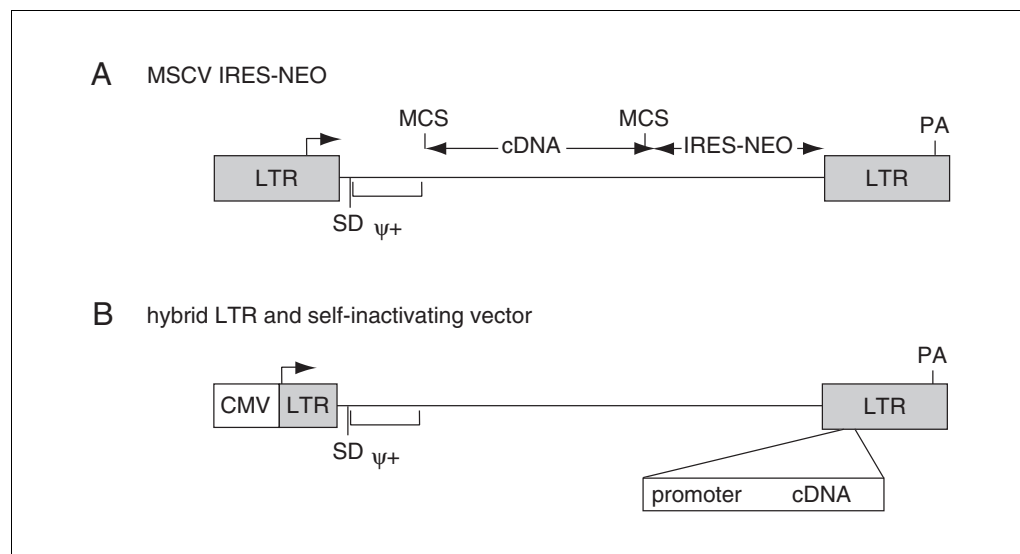 A MSCV IRES-NEO
MCS MCS PA
cDNA IRES-NEO
LTR LTR
SD ψ+
B hybrid LTR and self-inactivating vector
PA
CMV LTR LTR
SD ψ+
promoter cDNA